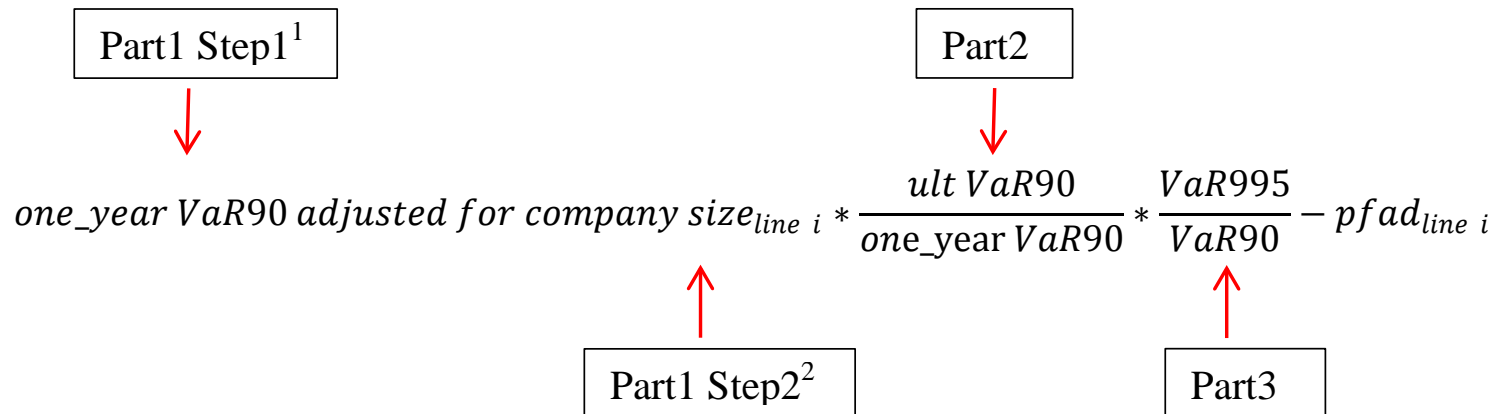 Part1 Step1¹ Part2
ult VaR90 VaR995
one_year VaR90 adjusted for company size_line i * ―――――――― * ―――――― − pfad_line i
one_year VaR90 VaR90
Part1 Step2² Part3